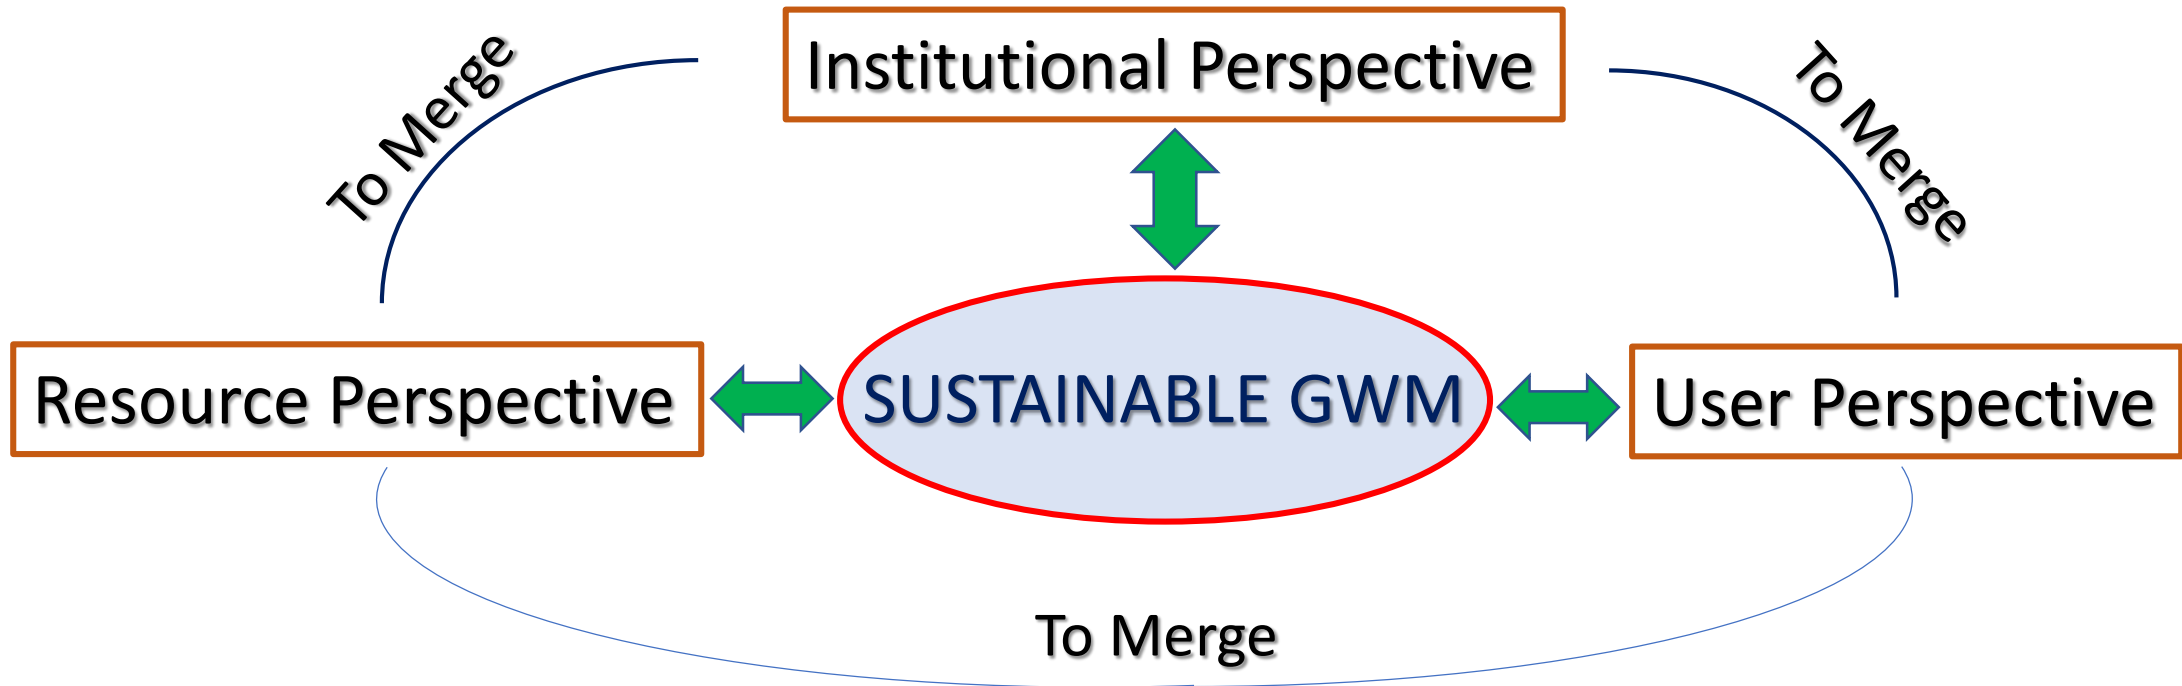 Institutional Perspective
To Merge
To Merge
Resource Perspective
SUSTAINABLE GWM
User Perspective
To Merge